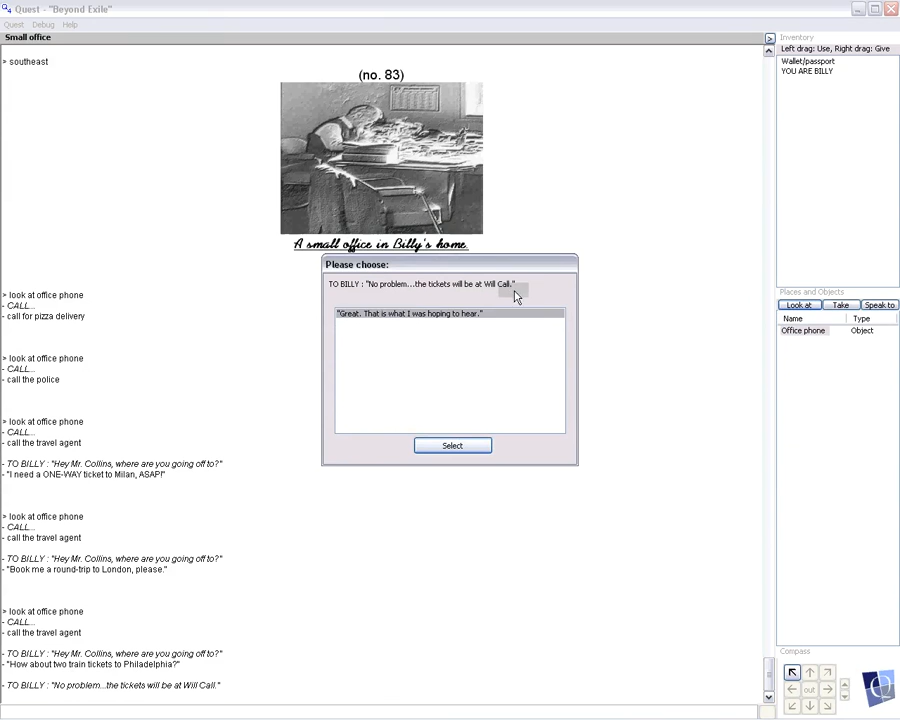 Quest - "Beyond Exile"
Quest Debug Help
Small office
> southeast
(no. 83)
A small office in Billy's home.
> look at office phone
- CALL...
- call for pizza delivery
> look at office phone
- CALL...
- call the police
> look at office phone
- CALL...
- call the travel agent
- TO BILLY : "Hey Mr. Collins, where are you going off to?"
- "I need a ONE-WAY ticket to Milan, ASAP!"
> look at office phone
- CALL...
- call the travel agent
- TO BILLY : "Hey Mr. Collins, where are you going off to?"
- "Book me a round-trip to London, please."
> look at office phone
- CALL...
- call the travel agent
- TO BILLY : "Hey Mr. Collins, where are you going off to?"
- "How about two train tickets to Philadelphia?"
- TO BILLY : "No problem...the tickets will be at Will Call."
Please choose:
TO BILLY : "No problem...the tickets will be at Will Call."
"Great. That is what I was hoping to hear."
Select
>
Inventory
Left drag: Use, Right drag: Give
Wallet/passport
YOU ARE BILLY
Places and Objects
Look at Take Speak to
Name Type
Office phone Object
Compass
out